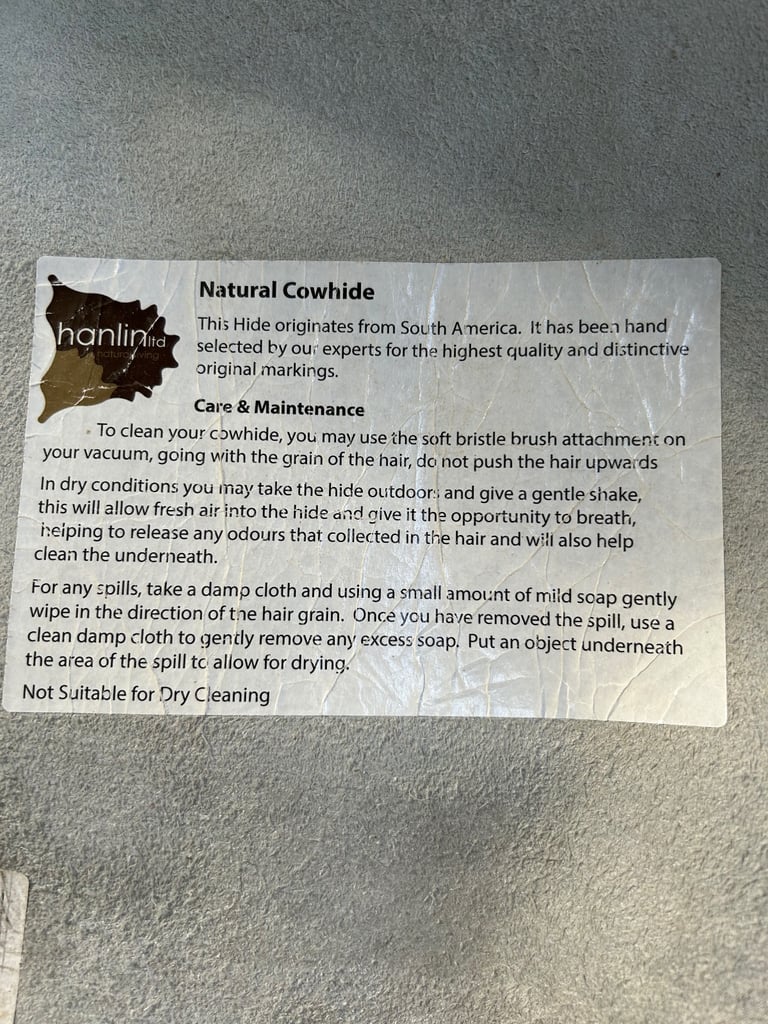 Natural Cowhide
hanlin ltd
natural living
This Hide originates from South America. It has been hand
selected by our experts for the highest quality and distinctive
original markings.
Care & Maintenance
To clean your cowhide, you may use the soft bristle brush attachment on
your vacuum, going with the grain of the hair, do not push the hair upwards
In dry conditions you may take the hide outdoors and give a gentle shake,
this will allow fresh air into the hide and give it the opportunity to breath,
helping to release any odours that collected in the hair and will also help
clean the underneath.
For any spills, take a damp cloth and using a small amount of mild soap gently
wipe in the direction of the hair grain. Once you have removed the spill, use a
clean damp cloth to gently remove any excess soap. Put an object underneath
the area of the spill to allow for drying.
Not Suitable for Dry Cleaning